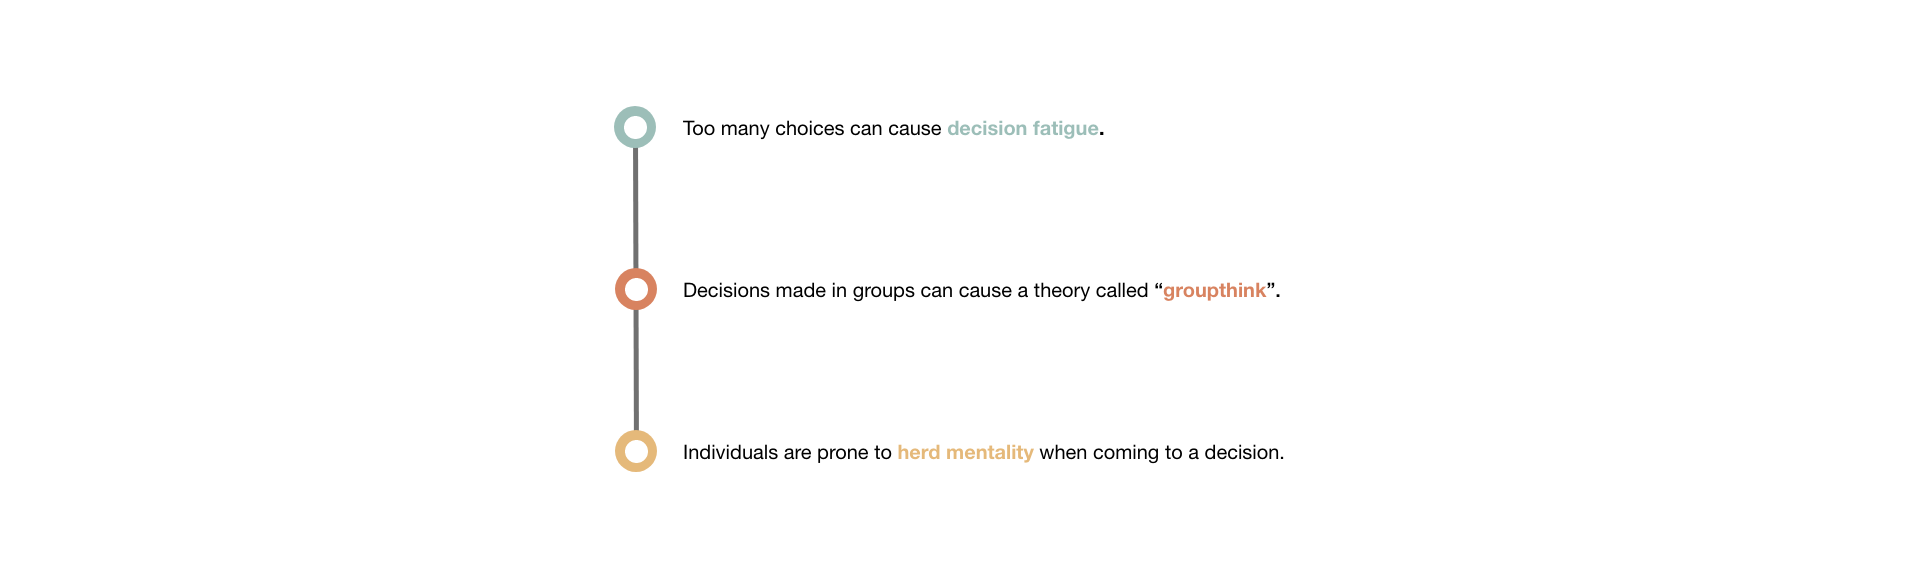 Too many choices can cause decision fatigue.
Decisions made in groups can cause a theory called “groupthink”.
Individuals are prone to herd mentality when coming to a decision.